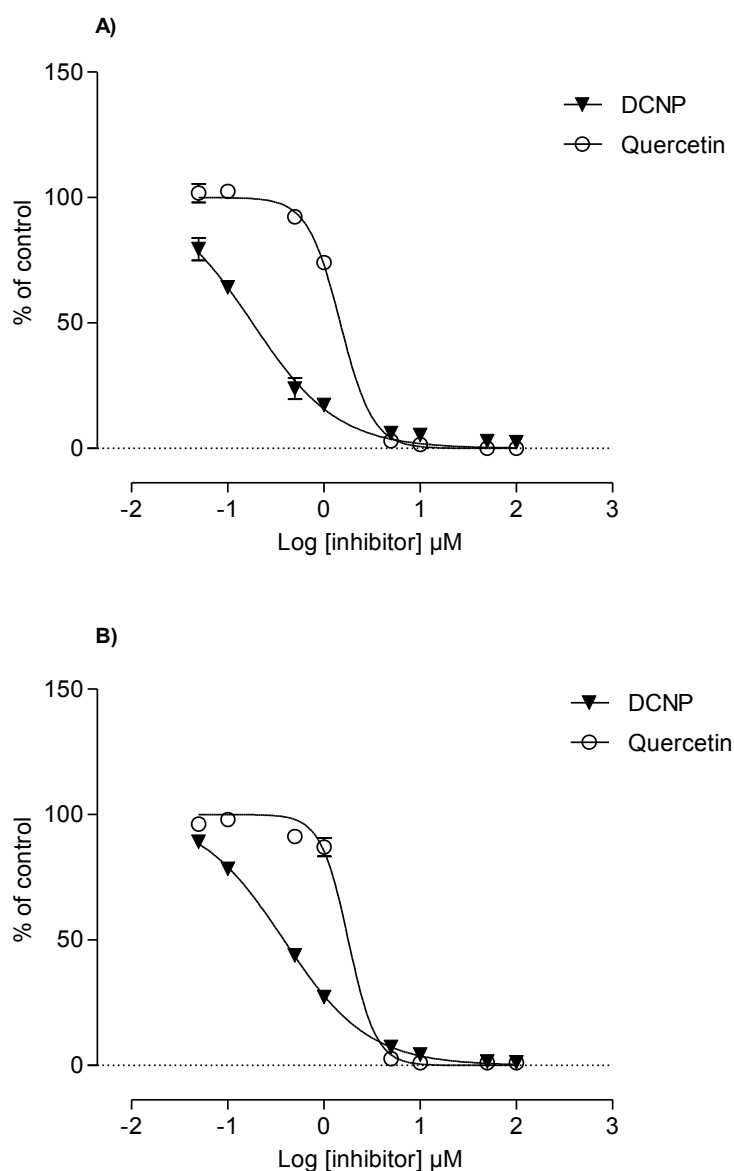 A)
150
100
50
0
% of control
DCNP
Quercetin
-2 -1 0 1 2 3
Log [inhibitor] µM
B)
150
100
50
0
% of control
DCNP
Quercetin
-2 -1 0 1 2 3
Log [inhibitor] µM